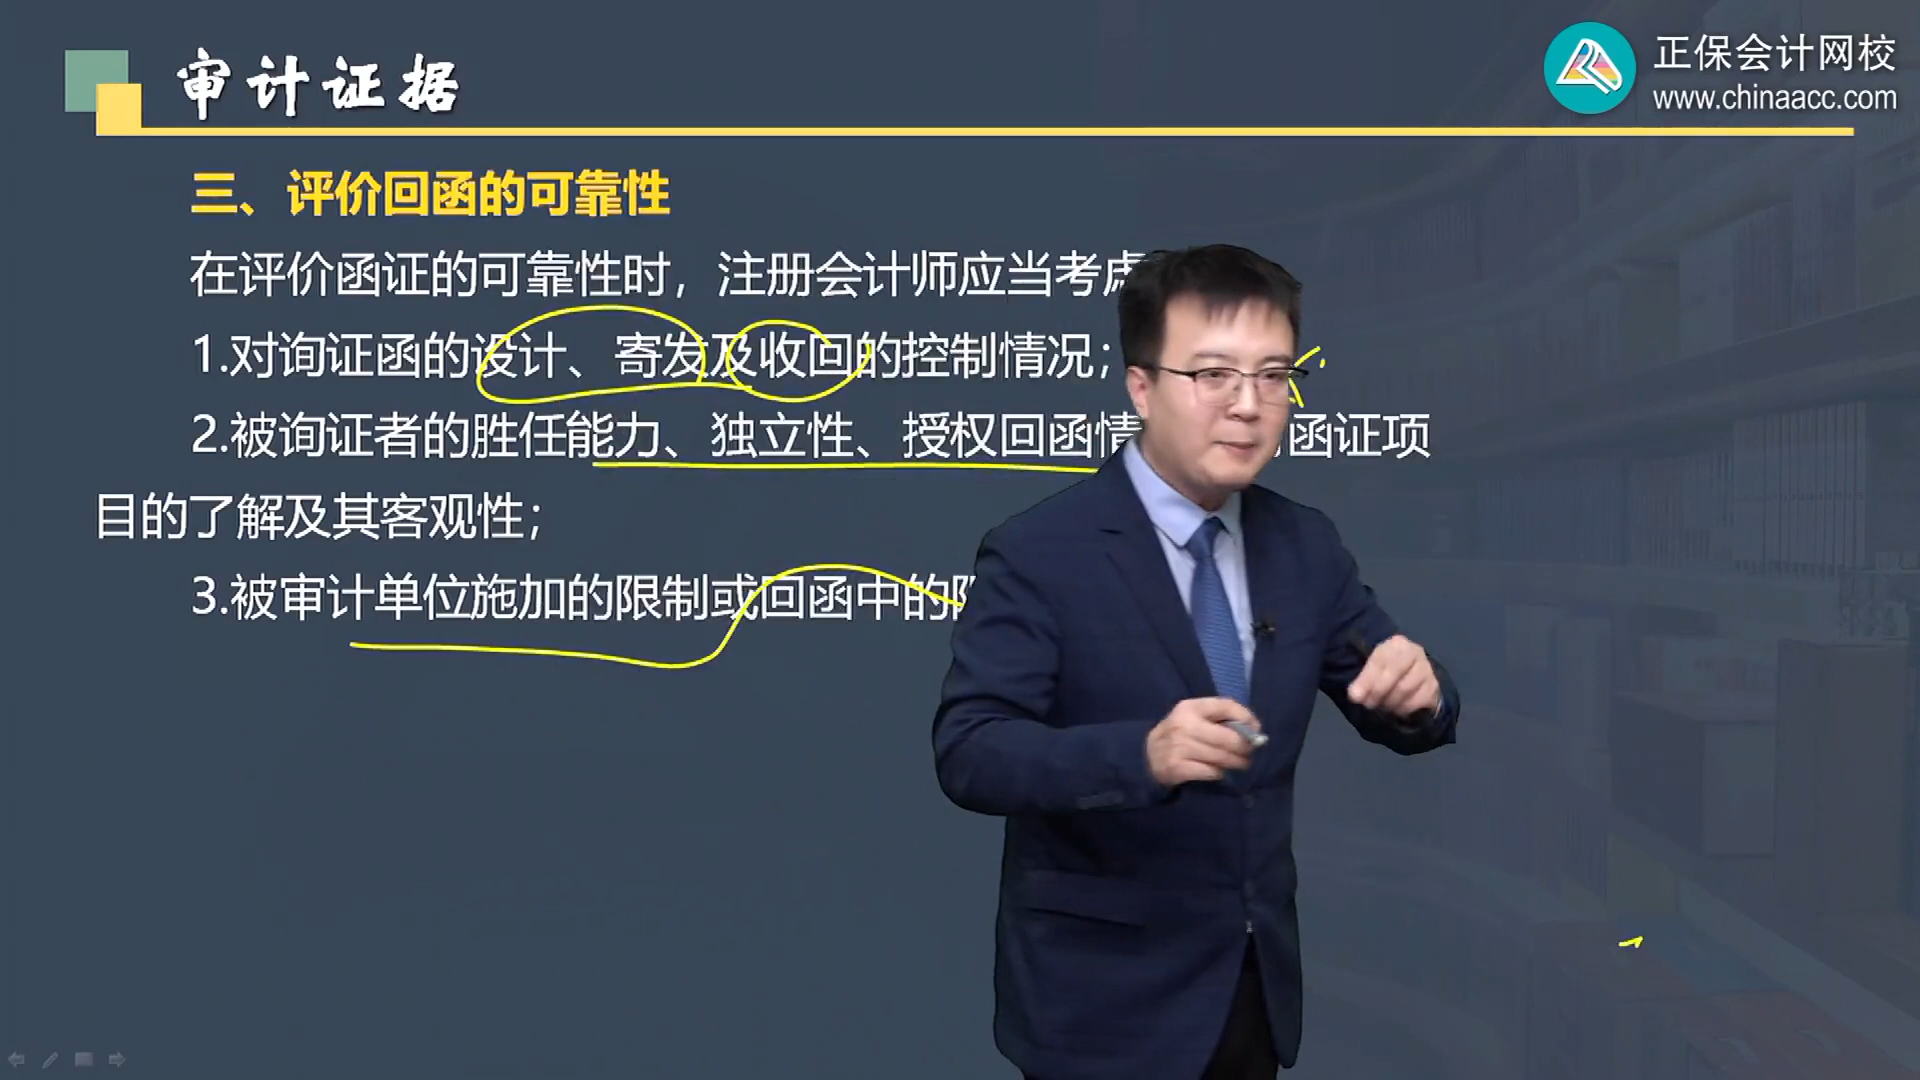 审计证据
正保会计网校
www.chinaacc.com
三、评价回函的可靠性
在评价函证的可靠性时，注册会计师应当考虑
1.对询证函的设计、寄发及收回的控制情况；
2.被询证者的胜任能力、独立性、授权回函情 函证项
目的了解及其客观性；
3.被审计单位施加的限制或回函中的限